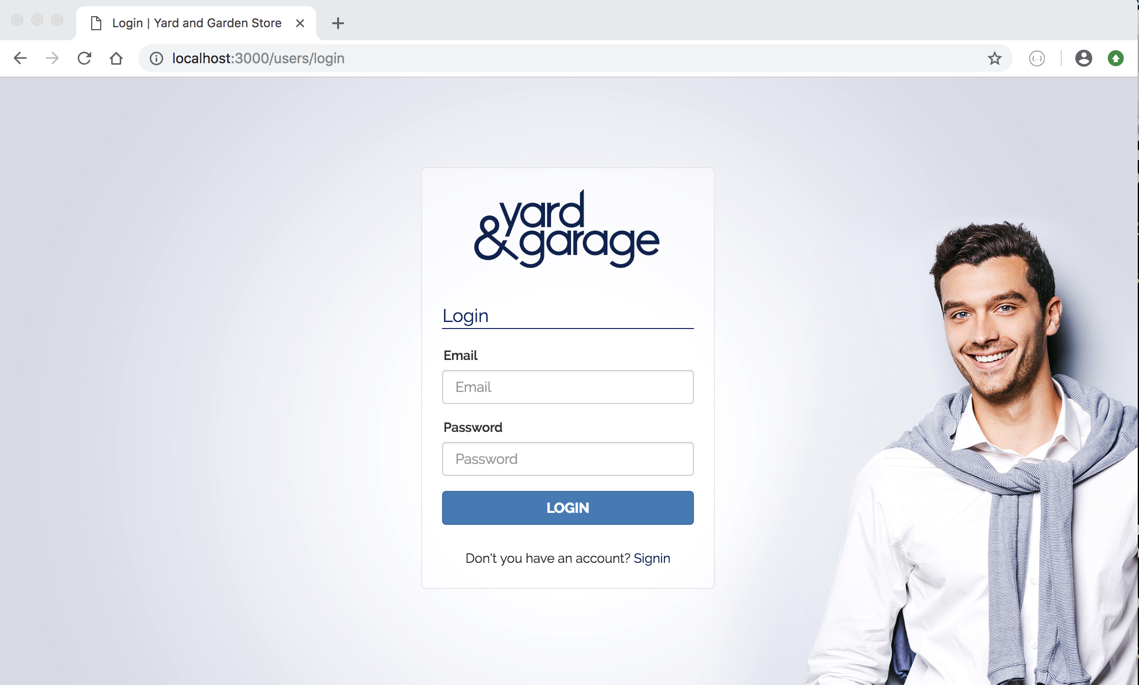 Login | Yard and Garden Store
localhost:3000/users/login
yard
&garage
Login
Email
Email
Password
Password
LOGIN
Don't you have an account? Signin